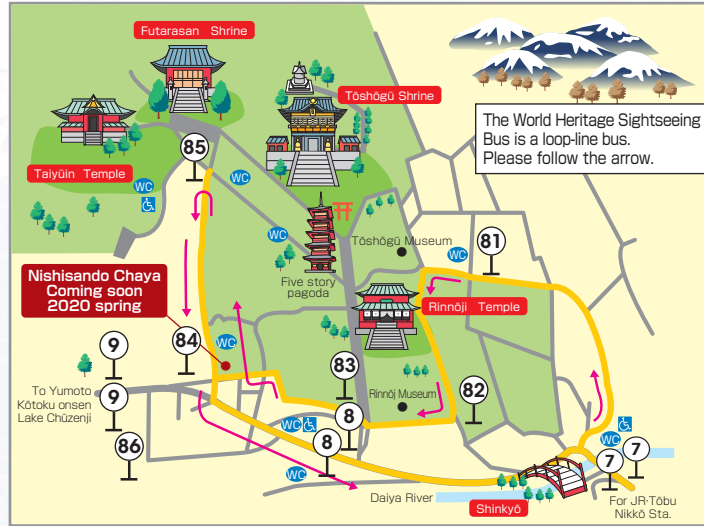 Futarasan Shrine
Tōshōgū Shrine
The World Heritage Sightseeing
Bus is a loop-line bus.
Please follow the arrow.
85
Taiyūin Temple
WC
WC
WC
Tōshōgū Museum
WC
81
Five story
pagoda
Nishisando Chaya
Coming soon
2020 spring
Rinnōji Temple
9
84
WC
83
Rinnōj Museum
82
To Yumoto
Kōtoku onsen
Lake Chūzenji
9
86
WC
8
8
WC
WC
7
7
Daiya River
Shinkyō
For JR·Tōbu
Nikkō Sta.